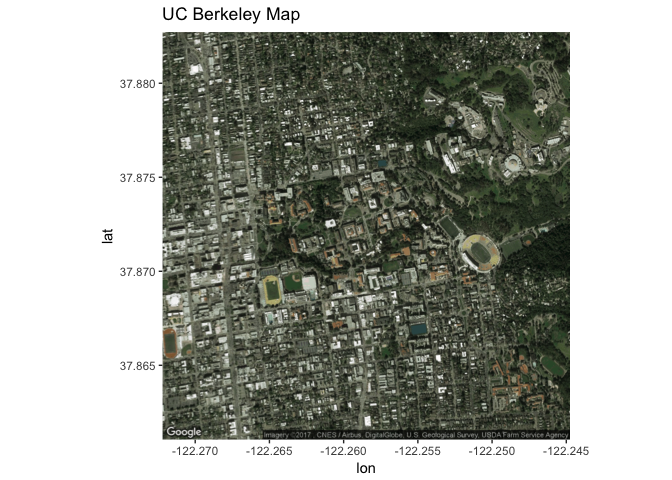 UC Berkeley Map
37.880
37.875
lat
37.870
37.865
Google
Imagery ©2017 , CNES / Airbus, DigitalGlobe, U.S. Geological Survey, USDA Farm Service Agency
-122.270 -122.265 -122.260 -122.255 -122.250 -122.245
lon